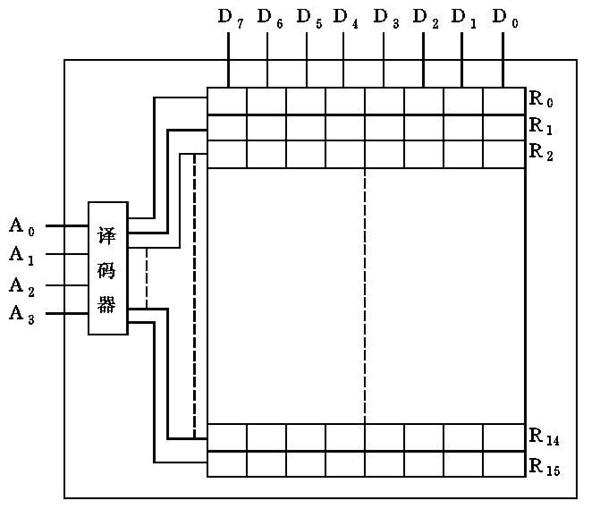 D7 D6 D5 D4 D3 D2 D1 D0
R0
R1
R2
A0
A1
A2
A3
译码器
R14
R15